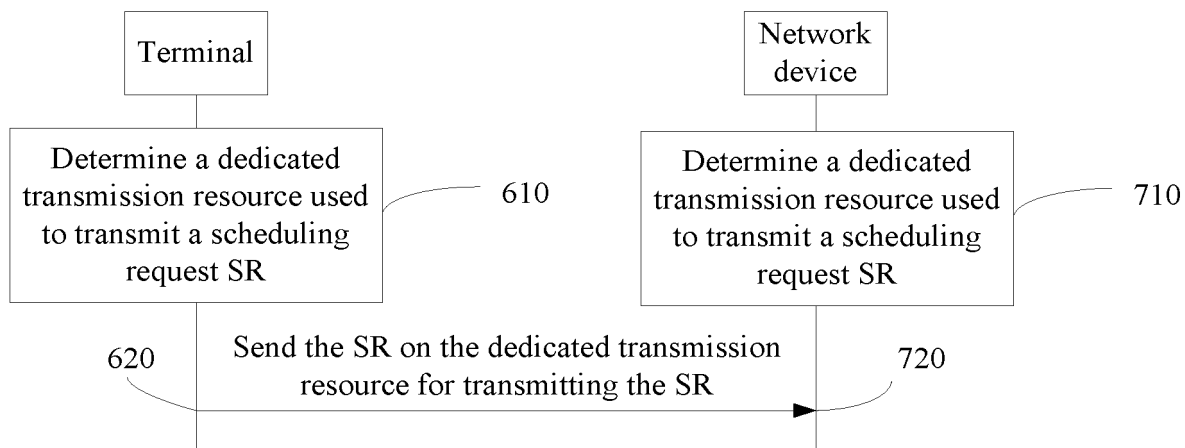 Terminal
Network
device
Determine a dedicated
transmission resource used
to transmit a scheduling
request SR
610
Determine a dedicated
transmission resource used
to transmit a scheduling
request SR
710
620
Send the SR on the dedicated transmission
resource for transmitting the SR
720